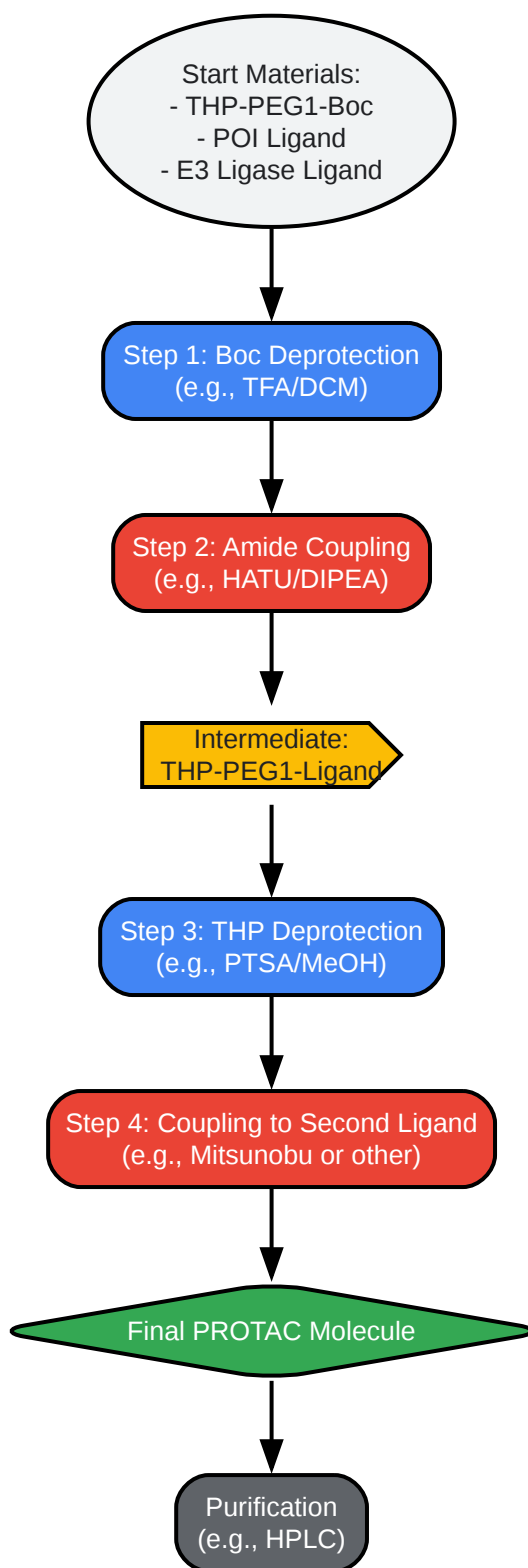 Start Materials:
- THP-PEG1-Boc
- POI Ligand
- E3 Ligase Ligand
Step 1: Boc Deprotection
(e.g., TFA/DCM)
Step 2: Amide Coupling
(e.g., HATU/DIPEA)
Intermediate:
THP-PEG1-Ligand
Step 3: THP Deprotection
(e.g., PTSA/MeOH)
Step 4: Coupling to Second Ligand
(e.g., Mitsunobu or other)
Final PROTAC Molecule
Purification
(e.g., HPLC)